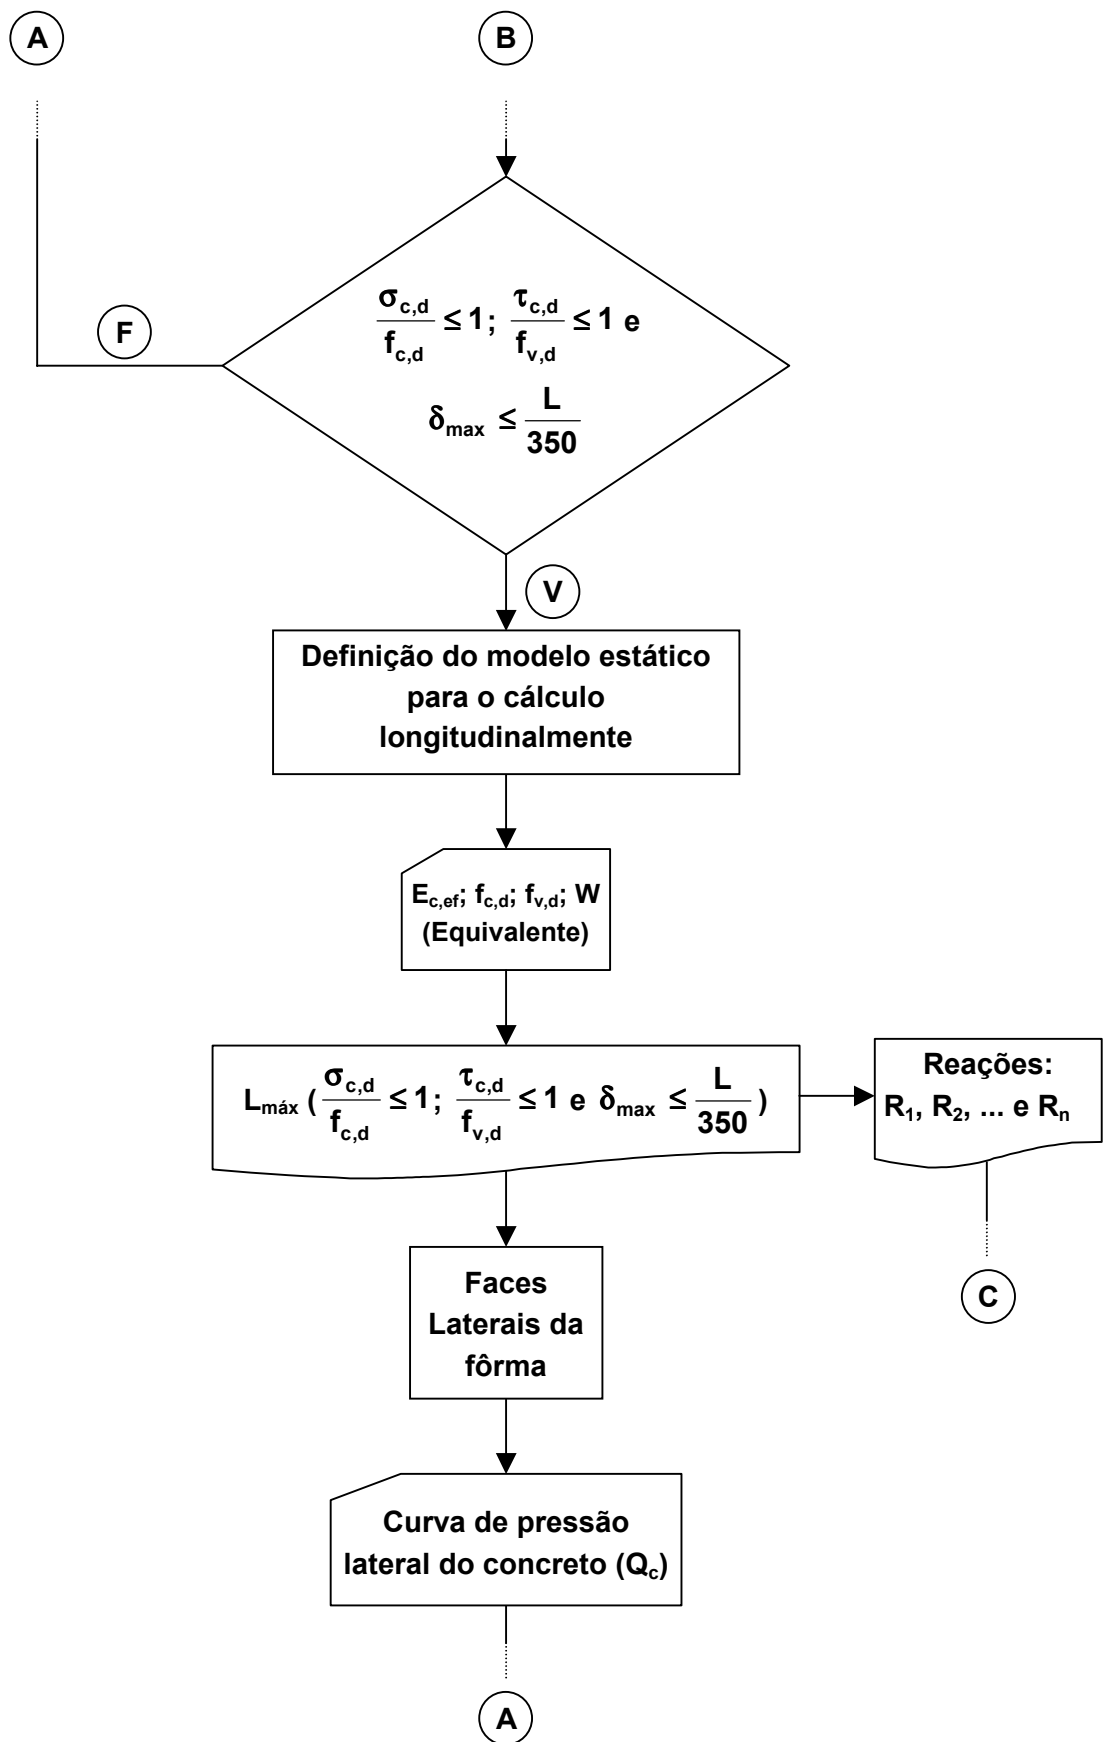 A
B
σc,d/fc,d ≤ 1; τc,d/fv,d ≤ 1 e
F
δmax ≤ L/350
V
Definição do modelo estático
para o cálculo
longitudinalmente
Ec,ef; fc,d; fv,d; W
(Equivalente)
Lmáx (σc,d/fc,d ≤ 1; τc,d/fv,d ≤ 1 e δmax ≤ L/350)
Reações:
R1, R2, ... e Rn
C
Faces
Laterais da
fôrma
Curva de pressão
lateral do concreto (Qc)
A